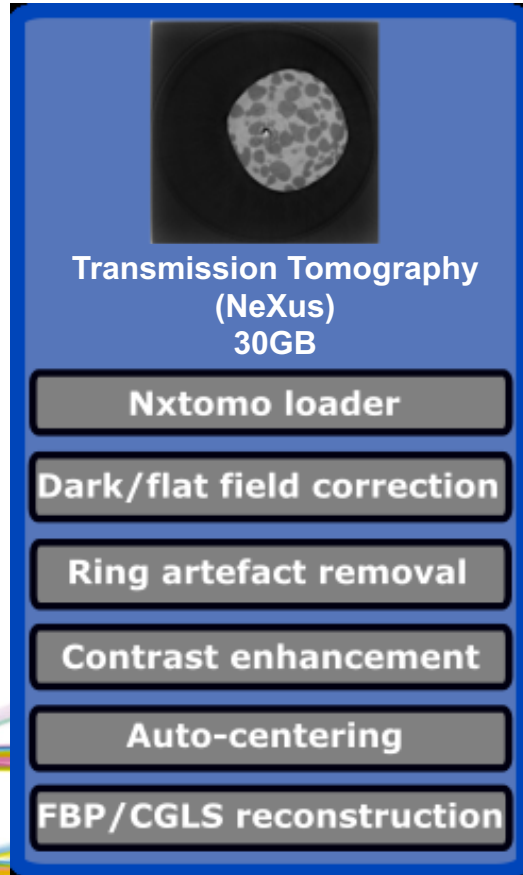 Transmission Tomography
(NeXus)
30GB
Nxtomo loader
Dark/flat field correction
Ring artefact removal
Contrast enhancement
Auto-centering
FBP/CGLS reconstruction